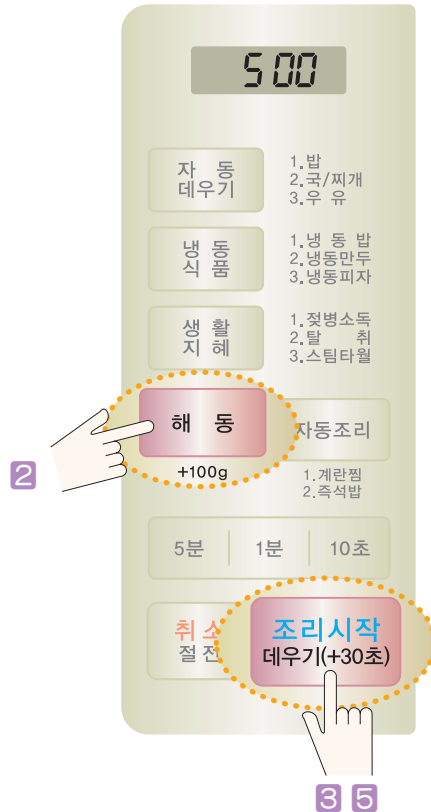 500
자 동
데우기
1.밥
2.국/찌개
3.우 유
냉 동
식 품
1.냉 동 밥
2.냉동만두
3.냉동피자
생 활
지 혜
1.젖병소독
2.탈 취
3.스팀타월
해 동
+100g
자동조리
1.계란찜
2.즉석밥
2
5분
1분
10초
취소
절전
조리시작
데우기(+30초)
3 5